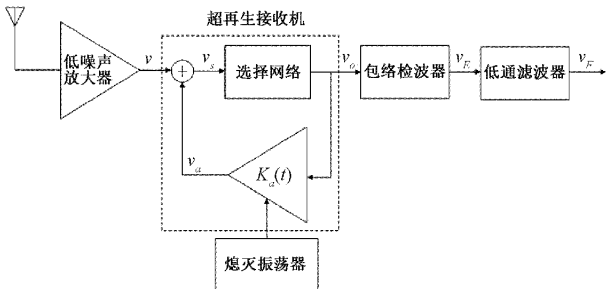 超再生接收机
低噪声
放大器
v
+
v_s
选择网络
v_o
包络检波器
v_E
低通滤波器
v_F
v_a
K_a(t)
熄灭振荡器